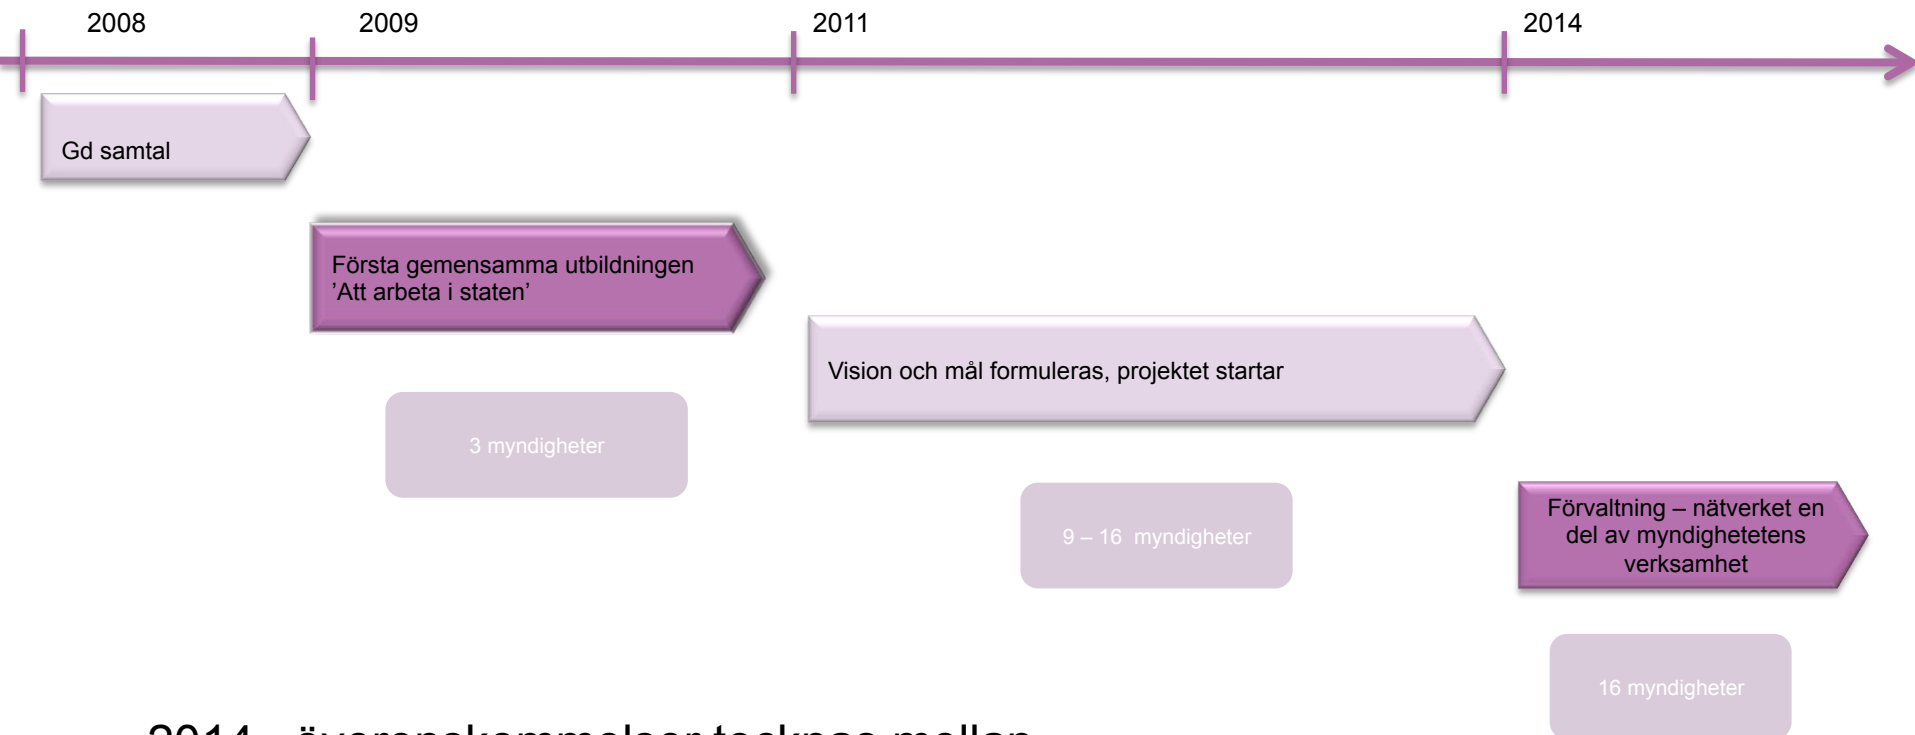 2008
2009
2011
2014
Gd samtal
Första gemensamma utbildningen
’Att arbeta i staten’
Vision och mål formuleras, projektet startar
3 myndigheter
9 – 16 myndigheter
Förvaltning – nätverket en
del av myndighetetens
verksamhet
16 myndigheter
2014 - överenskommelser tecknas mellan